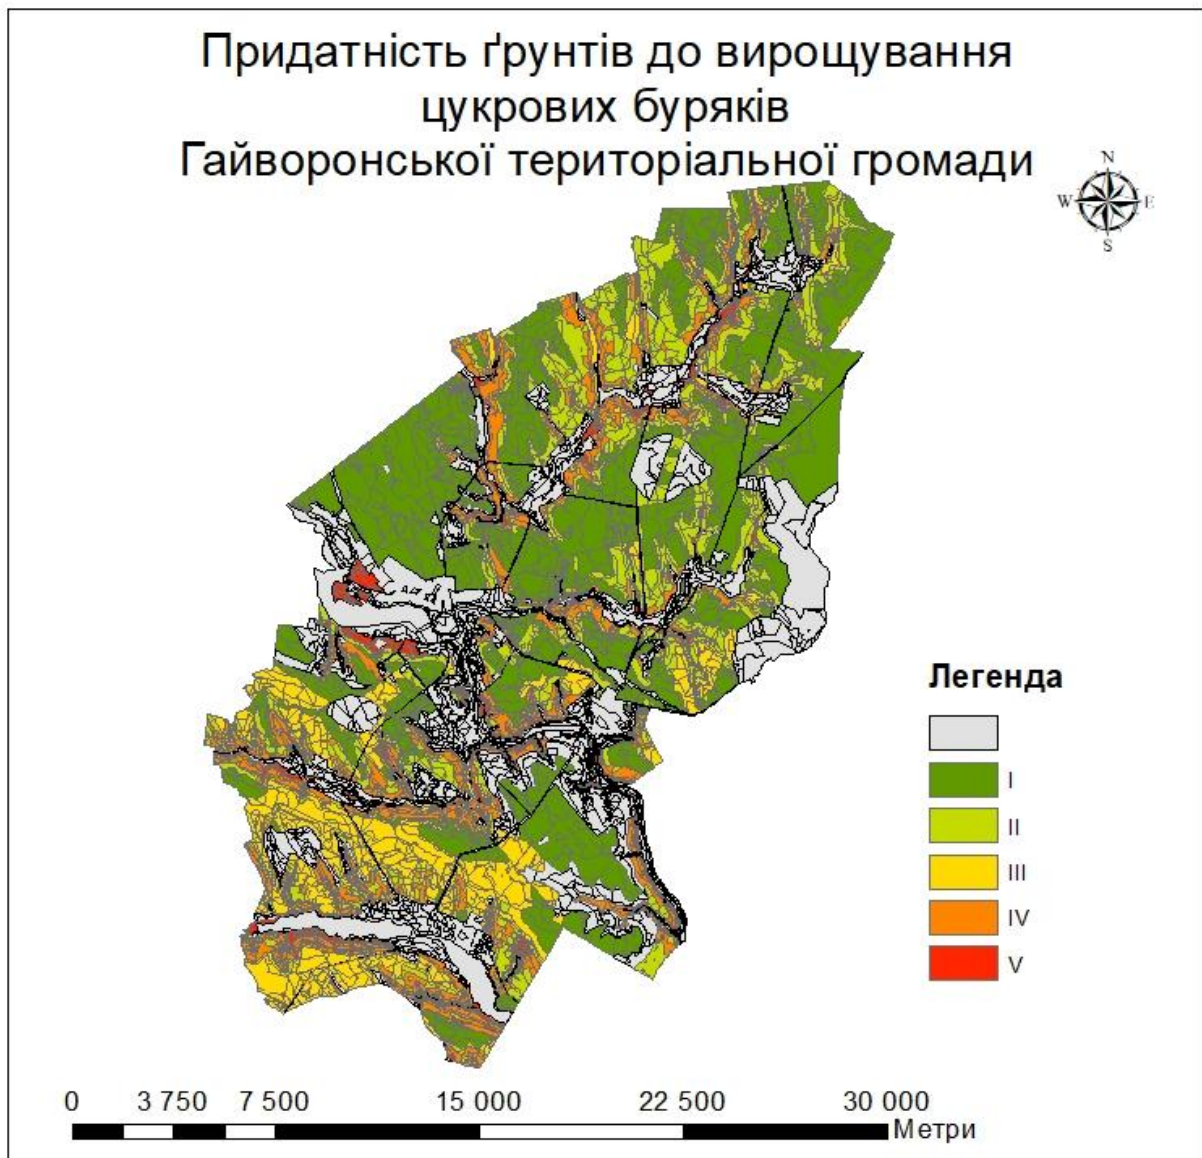 Придатність ґрунтів до вирощування
цукрових буряків
Гайворонської територіальної громади
N
W E
S
Легенда
I
II
III
IV
V
0 3 750 7 500 15 000 22 500 30 000
Метри